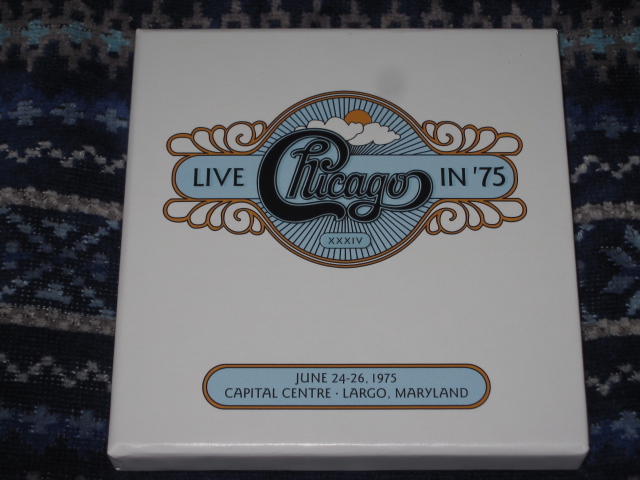 LIVE Chicago IN '75
XXXIV
JUNE 24-26, 1975
CAPITAL CENTRE · LARGO, MARYLAND